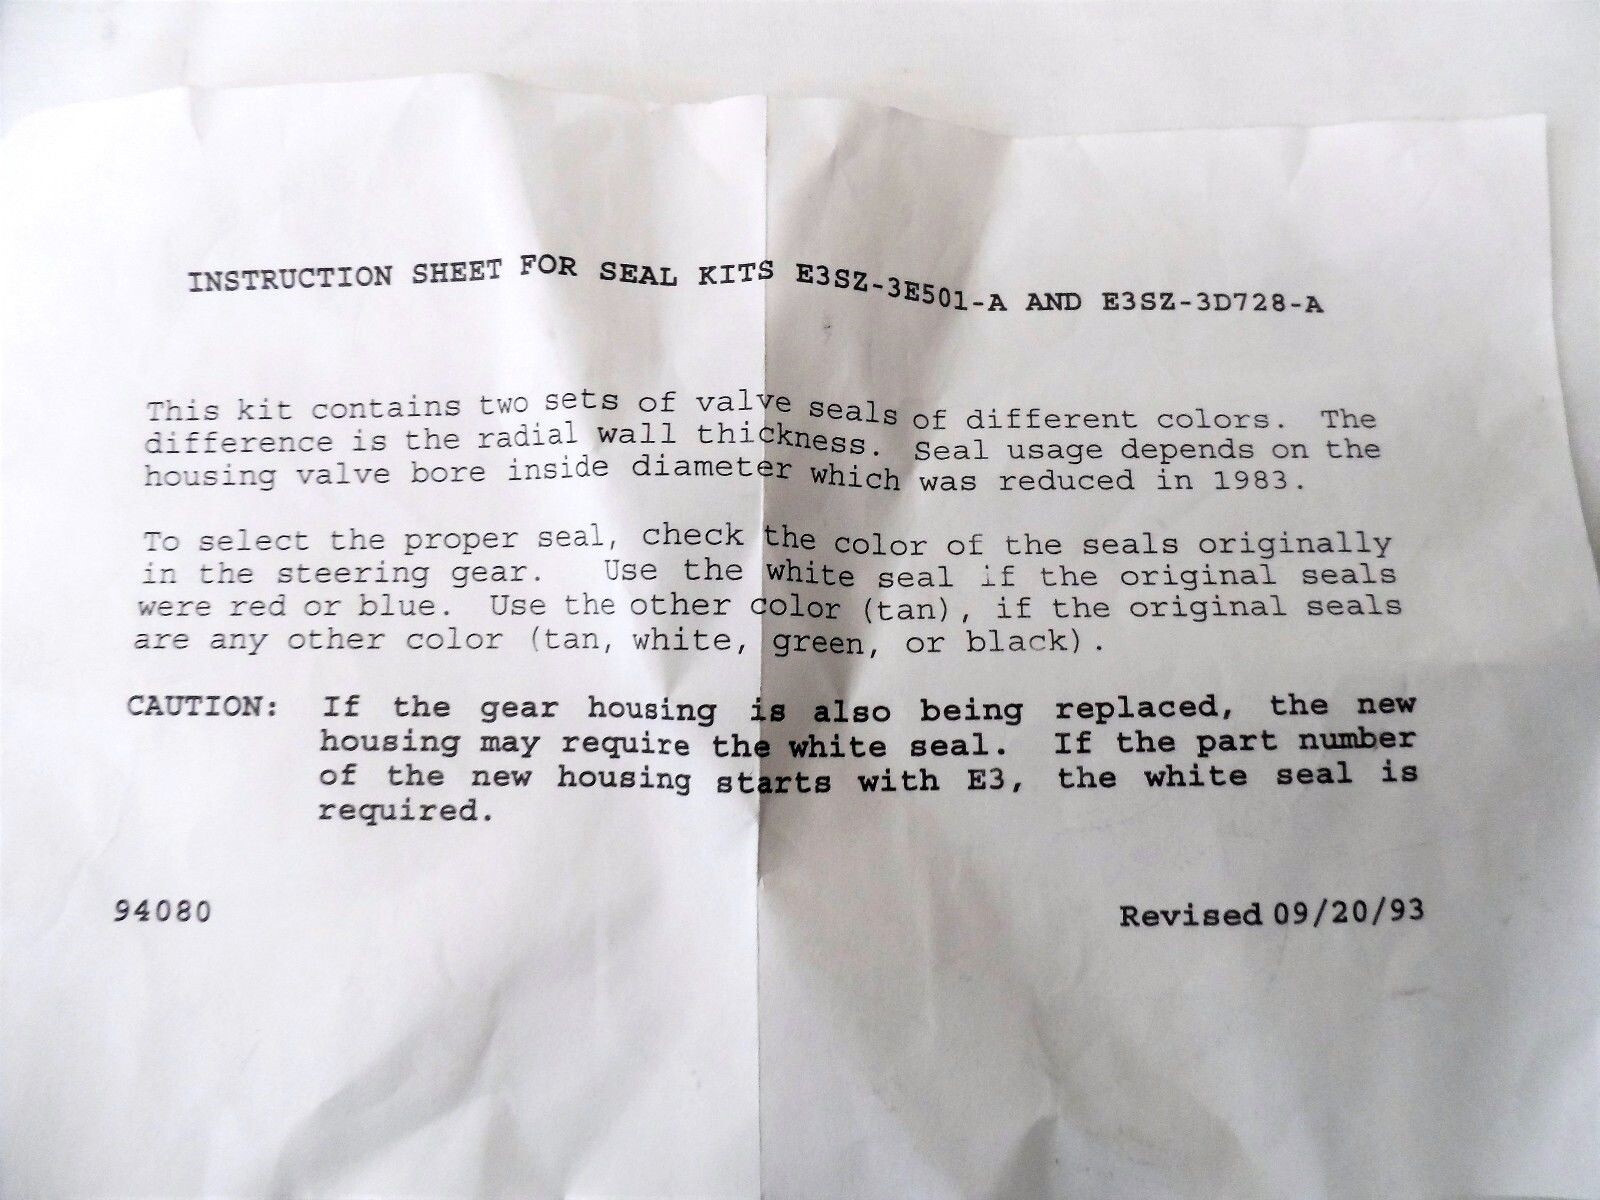 INSTRUCTION SHEET FOR SEAL KITS E3SZ-3E501-A AND E3SZ-3D728-A
This kit contains two sets of valve seals of different colors. The
difference is the radial wall thickness. Seal usage depends on the
housing valve bore inside diameter which was reduced in 1983.
To select the proper seal, check the color of the seals originally
in the steering gear. Use the white seal if the original seals
were red or blue. Use the other color (tan), if the original seals
are any other color (tan, white, green, or black).
CAUTION: If the gear housing is also being replaced, the new
housing may require the white seal. If the part number
of the new housing starts with E3, the white seal is
required.
94080 Revised 09/20/93